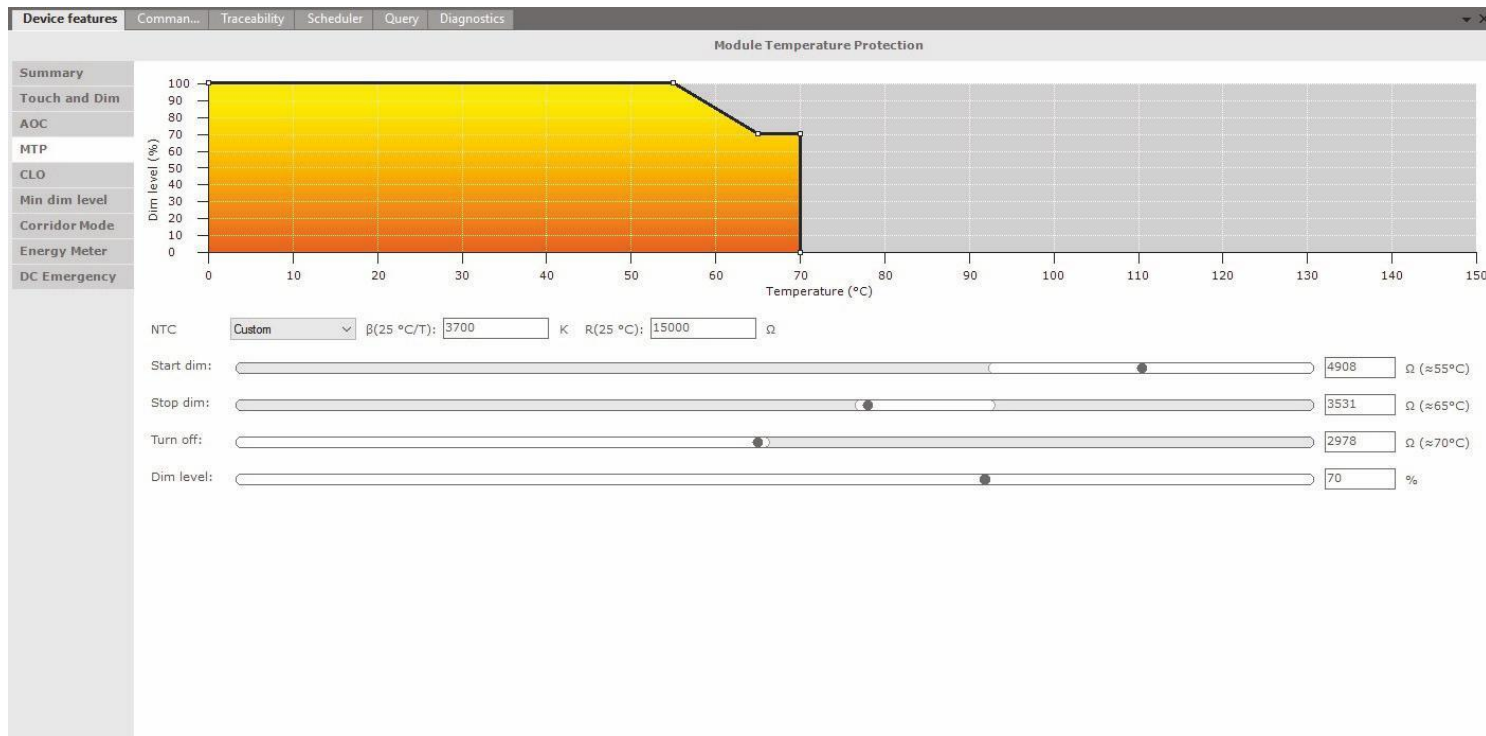 Device features Comman... Traceability Scheduler Query Diagnostics
Module Temperature Protection
Summary
Touch and Dim
AOC
MTP
CLO
Min dim level
Corridor Mode
Energy Meter
DC Emergency
Dim level (%)
100
90
80
70
60
50
40
30
20
10
0
0 10 20 30 40 50 60 70 80 90 100 110 120 130 140 150
Temperature (°C)
NTC Custom β(25 °C/T): 3700 K R(25 °C): 15000 Ω
Start dim: 4908 Ω (≈55°C)
Stop dim: 3531 Ω (≈65°C)
Turn off: 2978 Ω (≈70°C)
Dim level: 70 %